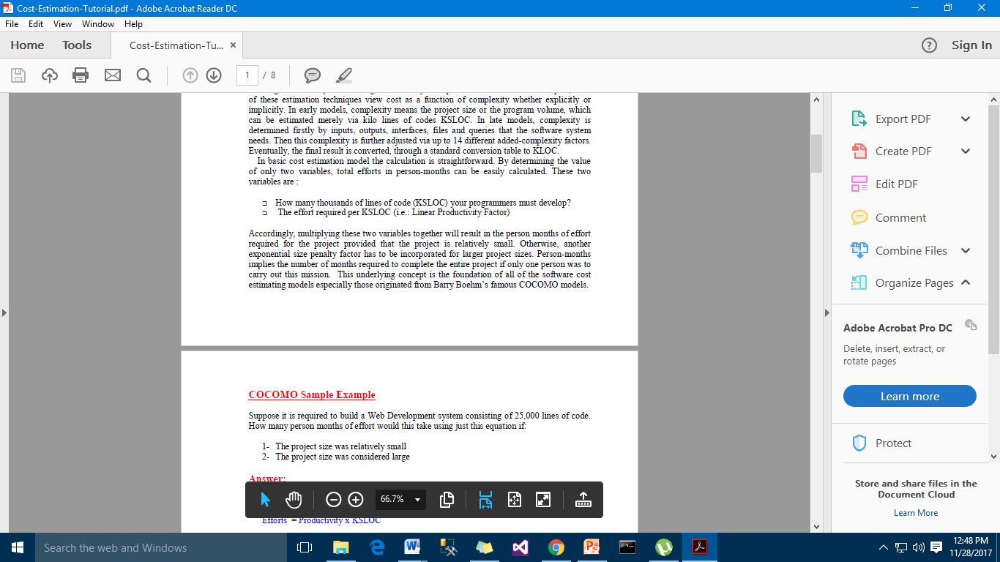 Cost-Estimation-Tutorial.pdf - Adobe Acrobat Reader DC
File Edit View Window Help
Home Tools Cost-Estimation-Tu... × Sign In
1 / 8
of these estimation techniques view cost as a function of complexity whether explicitly or
implicitly. In early models, complexity means the project size or the program volume, which
can be estimated merely via kilo lines of codes KSLOC. In late models, complexity is
determined firstly by inputs, outputs, interfaces, files and queries that the software system
needs. Then this complexity is further adjusted via up to 14 different added-complexity factors.
Eventually, the final result is converted, through a standard conversion table to KLOC.
In basic cost estimation model the calculation is straightforward. By determining the value
of only two variables, total efforts in person-months can be easily calculated. These two
variables are :
How many thousands of lines of code (KSLOC) your programmers must develop?
The effort required per KSLOC (i.e.: Linear Productivity Factor)
Accordingly, multiplying these two variables together will result in the person months of effort
required for the project provided that the project is relatively small. Otherwise, another
exponential size penalty factor has to be incorporated for larger project sizes. Person-months
implies the number of months required to complete the entire project if only one person was to
carry out this mission. This underlying concept is the foundation of all of the software cost
estimating models especially those originated from Barry Boehm's famous COCOMO models.
COCOMO Sample Example
Suppose it is required to build a Web Development system consisting of 25,000 lines of code.
How many person months of effort would this take using just this equation if:
1- The project size was relatively small
2- The project size was considered large
Answer:
66.7%
Efforts = Productivity x KSLOC
Export PDF
Create PDF
Edit PDF
Comment
Combine Files
Organize Pages
Adobe Acrobat Pro DC
Delete, insert, extract, or
rotate pages
Learn more
Protect
Store and share files in the
Document Cloud
Learn More
Search the web and Windows
12:48 PM
11/28/2017